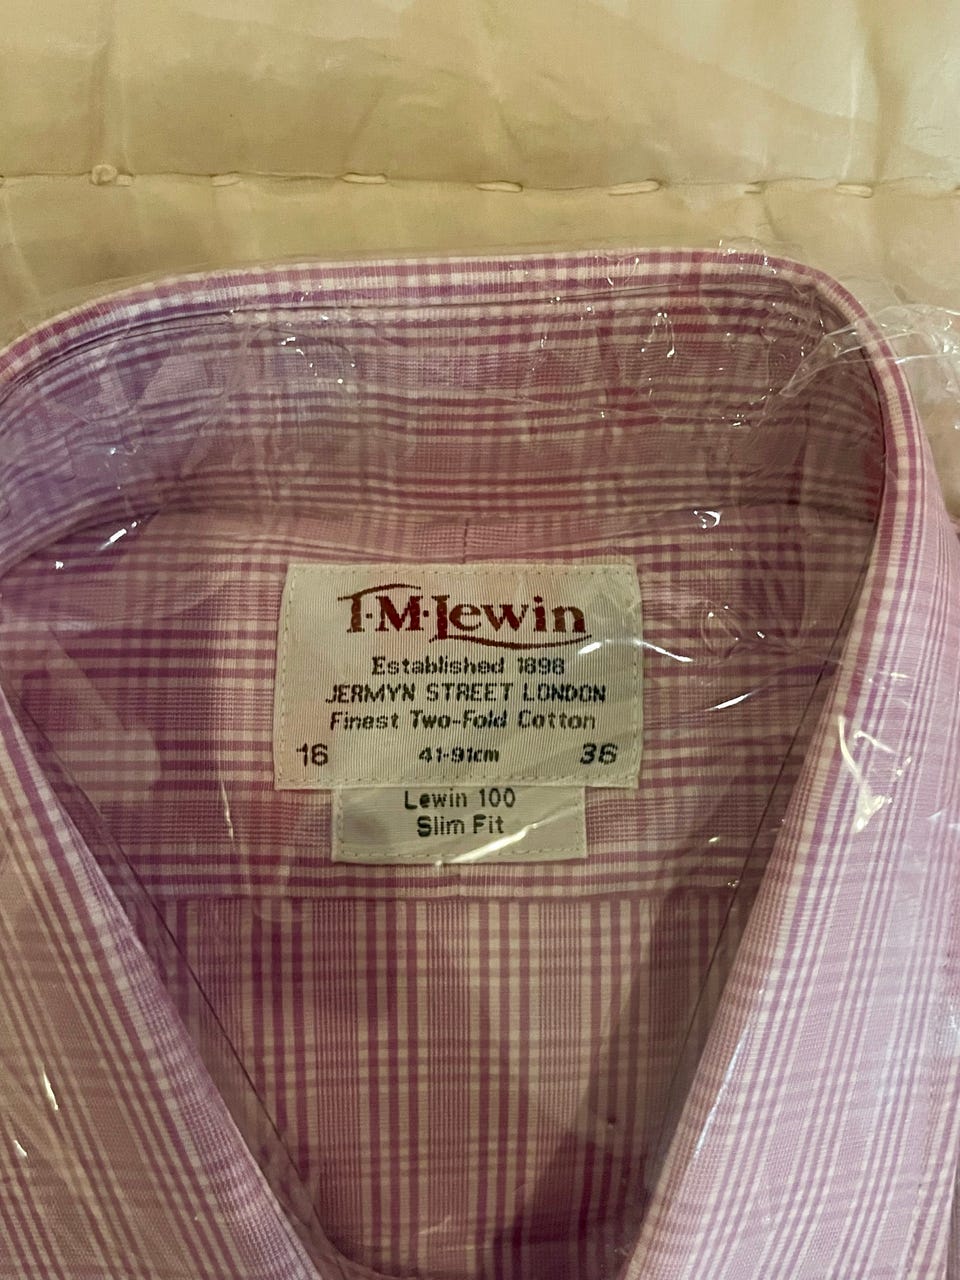 T·M·Lewin
Established 1898
JERMYN STREET LONDON
Finest Two-Fold Cotton
16 41-91cm 36
Lewin 100
Slim Fit